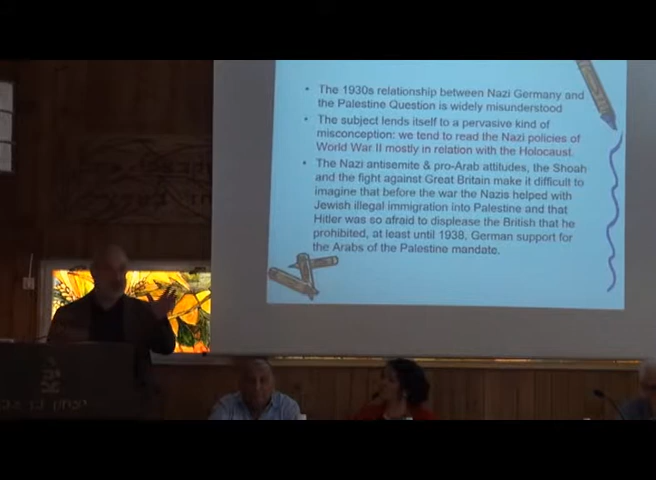 • The 1930s relationship between Nazi Germany and
the Palestine Question is widely misunderstood
• The subject lends itself to a pervasive kind of
misconception: we tend to read the Nazi policies of
World War II mostly in relation with the Holocaust.
• The Nazi antisemite & pro-Arab attitudes, the Shoah
and the fight against Great Britain make it difficult to
imagine that before the war the Nazis helped with
Jewish illegal immigration into Palestine and that
Hitler was so afraid to displease the British that he
prohibited, at least until 1938, German support for
the Arabs of the Palestine mandate.